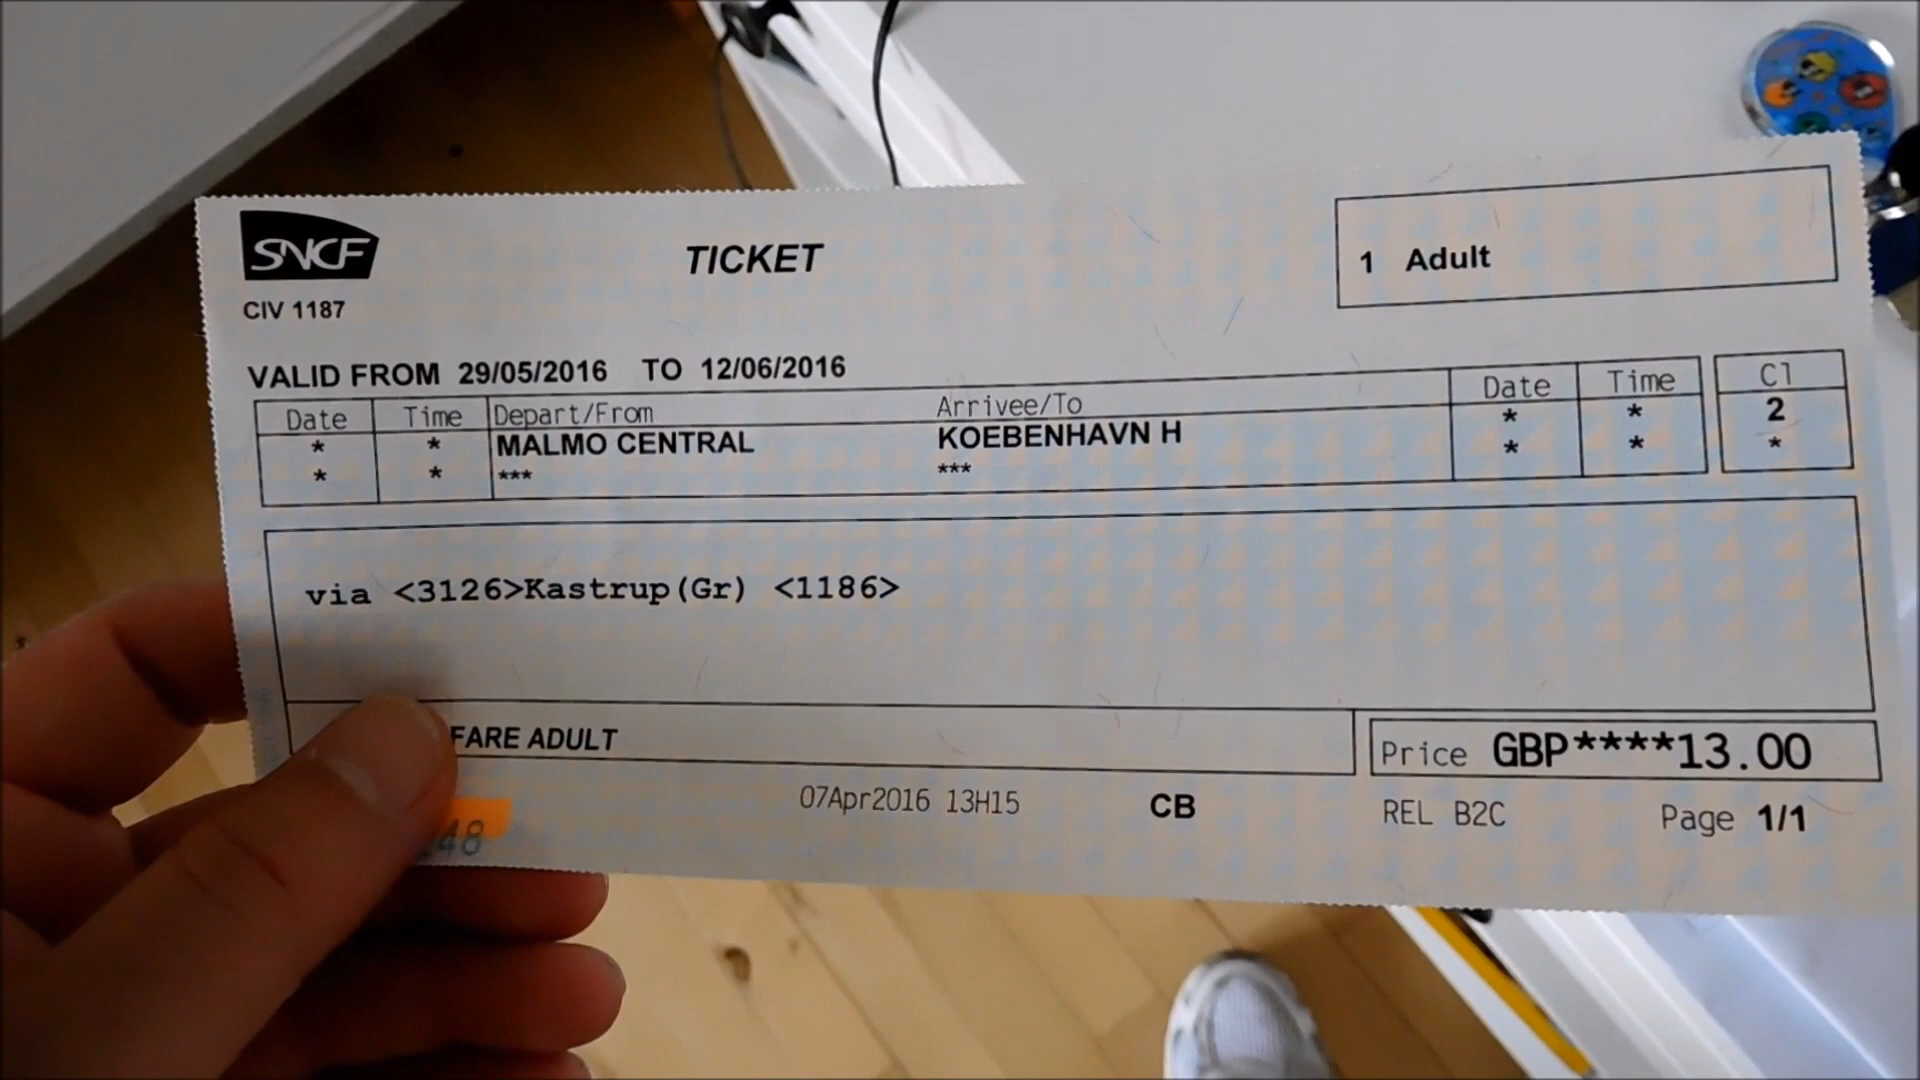 SNCF
TICKET
1 Adult
CIV 1187
VALID FROM 29/05/2016 TO 12/06/2016
Date Time Depart/From Arrivee/To Date Time Cl
* * MALMO CENTRAL KOEBENHAVN H * * 2
* * *** *** * * *
via <3126>Kastrup(Gr) <1186>
FARE ADULT
Price GBP****13.00
07Apr2016 13H15 CB REL B2C Page 1/1
48